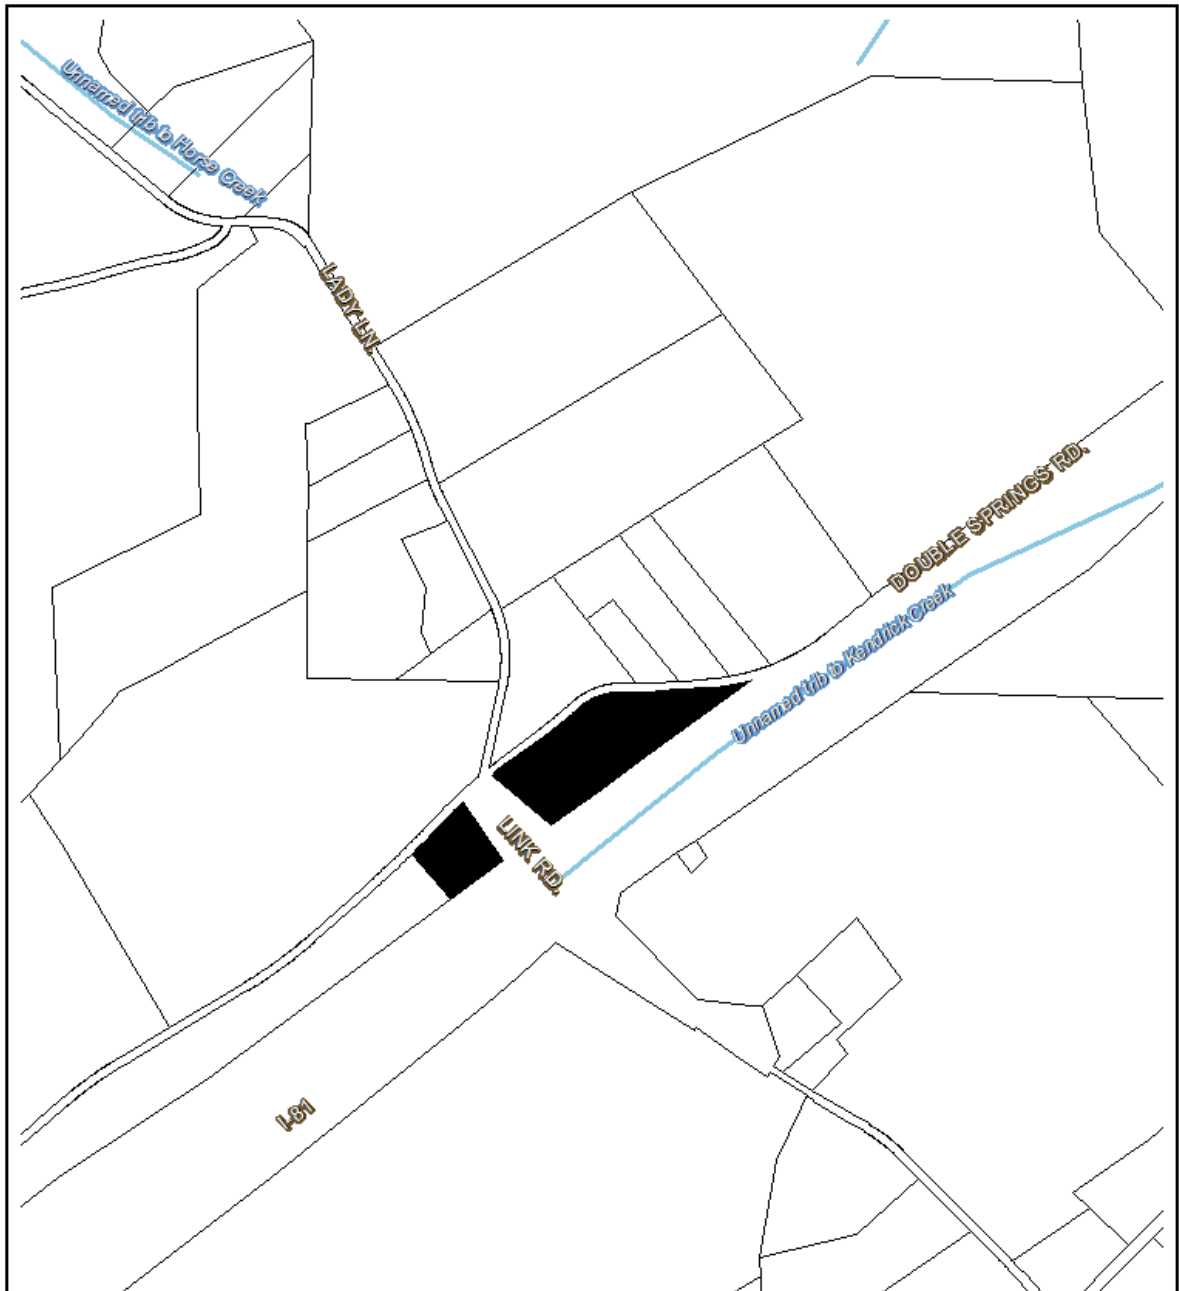 Unnamed trib to Horse Creek
LADY LN.
DOUBLE SPRINGS RD.
Unnamed trib to Kendrick Creek
LINK RD.
I-81